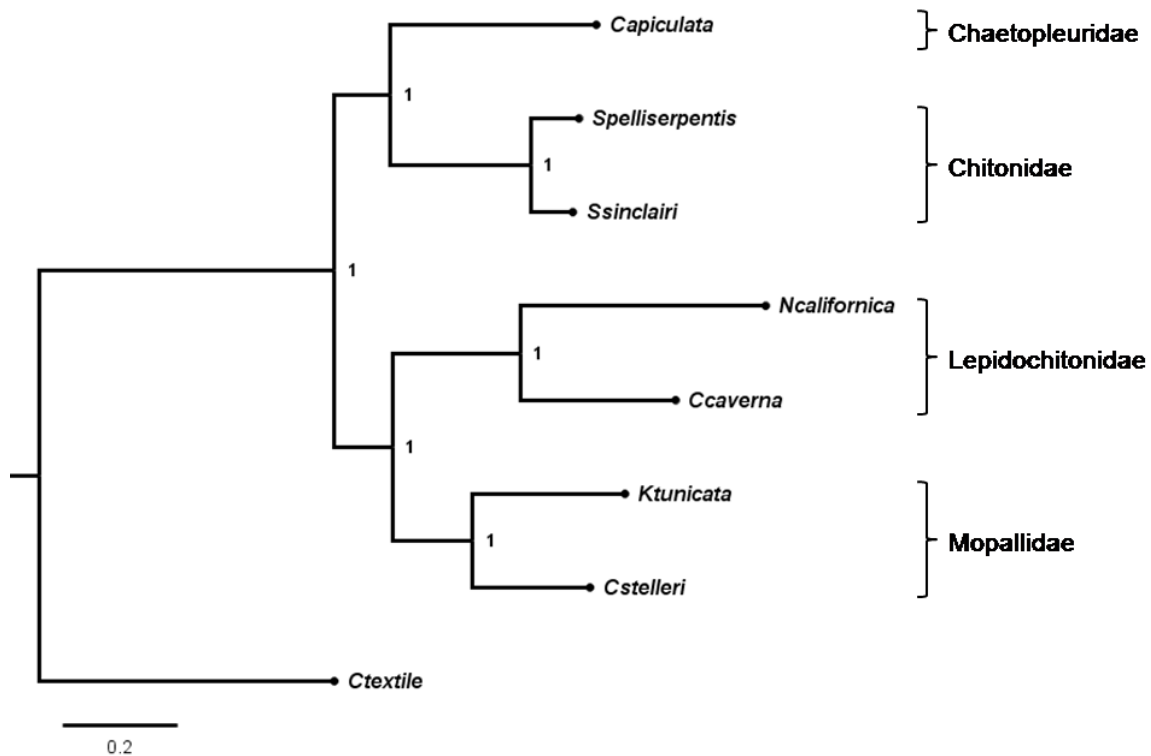 Capiculata
Chaetopleuridae
1
Spelliserpentis
1
Chitonidae
Ssinclairi
1
Ncalifornica
1
Lepidochitonidae
Ccaverna
1
Ktunicata
1
Mopallidae
Cstelleri
Ctextile
0.2